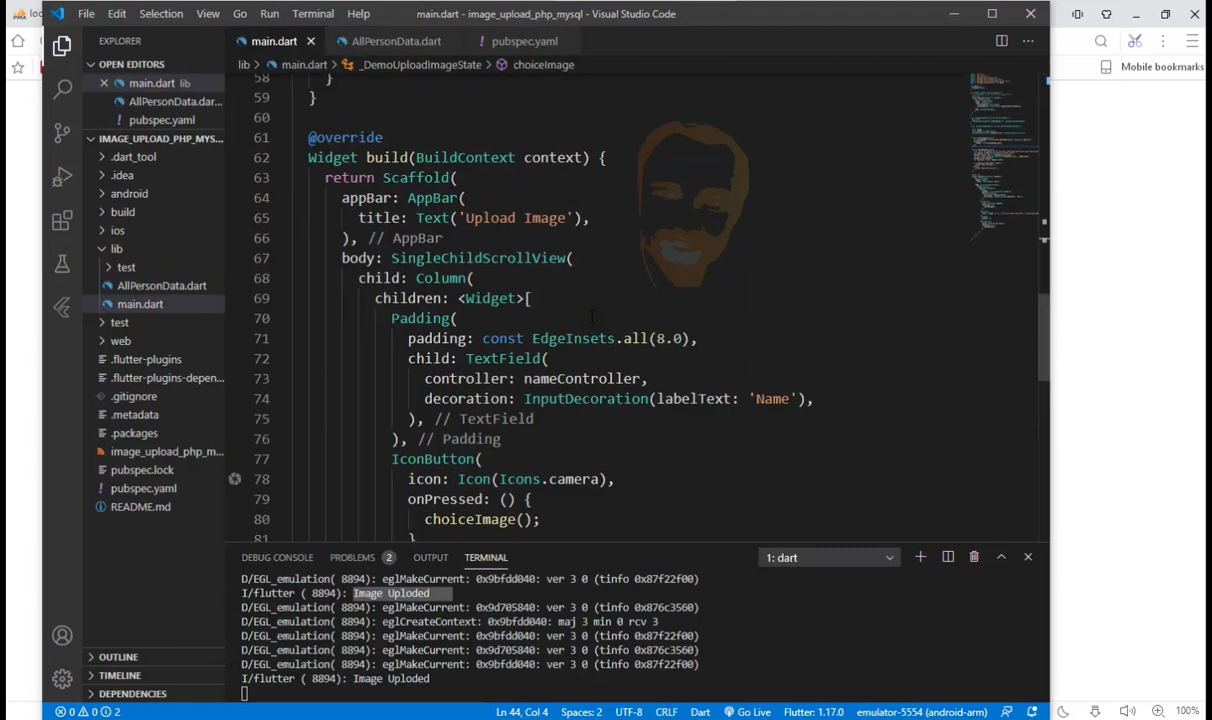 File Edit Selection View Go Run Terminal Help main.dart - image_upload_php_mysql - Visual Studio Code
Mobile bookmarks
EXPLORER
OPEN EDITORS
main.dart lib
AllPersonData.dar...
pubspec.yaml
IMAGE_UPLOAD_PHP_MYS...
.dart_tool
.idea
android
build
ios
lib
test
AllPersonData.dart
main.dart
test
web
.flutter-plugins
.flutter-plugins-depen...
.gitignore
.metadata
.packages
image_upload_php_m...
pubspec.lock
pubspec.yaml
README.md
OUTLINE
TIMELINE
DEPENDENCIES
main.dart AllPersonData.dart pubspec.yaml
lib > main.dart > _DemoUploadImageState > choiceImage
58 }
59 }
60
61 @override
62 Widget build(BuildContext context) {
63 return Scaffold(
64 appBar: AppBar(
65 title: Text('Upload Image'),
66 ), // AppBar
67 body: SingleChildScrollView(
68 child: Column(
69 children: <Widget>[
70 Padding(
71 padding: const EdgeInsets.all(8.0),
72 child: TextField(
73 controller: nameController,
74 decoration: InputDecoration(labelText: 'Name'),
75 ), // TextField
76 ), // Padding
77 IconButton(
78 icon: Icon(Icons.camera),
79 onPressed: () {
80 choiceImage();
81 }
DEBUG CONSOLE PROBLEMS 2 OUTPUT TERMINAL 1: dart
D/EGL_emulation( 8894): eglMakeCurrent: 0x9bfdd040: ver 3 0 (tinfo 0x87f22f00)
I/flutter ( 8894): Image Uploded
D/EGL_emulation( 8894): eglMakeCurrent: 0x9d705840: ver 3 0 (tinfo 0x876c3560)
D/EGL_emulation( 8894): eglCreateContext: 0x9bfdd040: maj 3 min 0 rcv 3
D/EGL_emulation( 8894): eglMakeCurrent: 0x9bfdd040: ver 3 0 (tinfo 0x87f22f00)
D/EGL_emulation( 8894): eglMakeCurrent: 0x9d705840: ver 3 0 (tinfo 0x876c3560)
D/EGL_emulation( 8894): eglMakeCurrent: 0x9bfdd040: ver 3 0 (tinfo 0x87f22f00)
I/flutter ( 8894): Image Uploded
0 0 2 Ln 44, Col 4 Spaces: 2 UTF-8 CRLF Dart Go Live Flutter: 1.17.0 emulator-5554 (android-arm)
100%